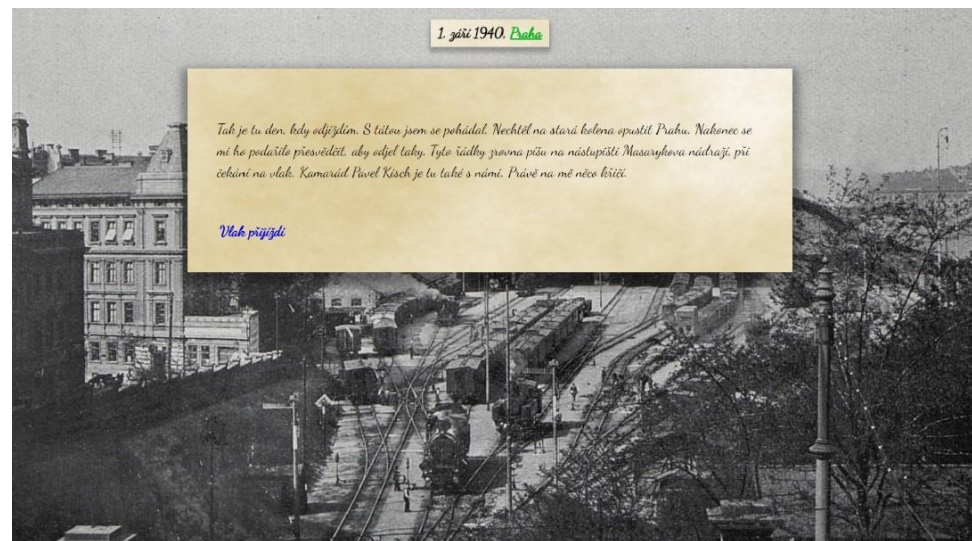 1. září 1940. Praha
Tak je tu den, kdy odjíždím. S tátou jsem se pohádal. Nechtěl na stará kolena opustit Prahu. Nakonec se
mi ho podařilo přesvědčit, aby odjel taky. Tyto řádky zrovna píšu na nástupišti Masarykova nádraží, při
čekání na vlak. Kamarád Pavel Kisch je tu také s námi. Právě na mě něco křičí.
Vlak přijíždí